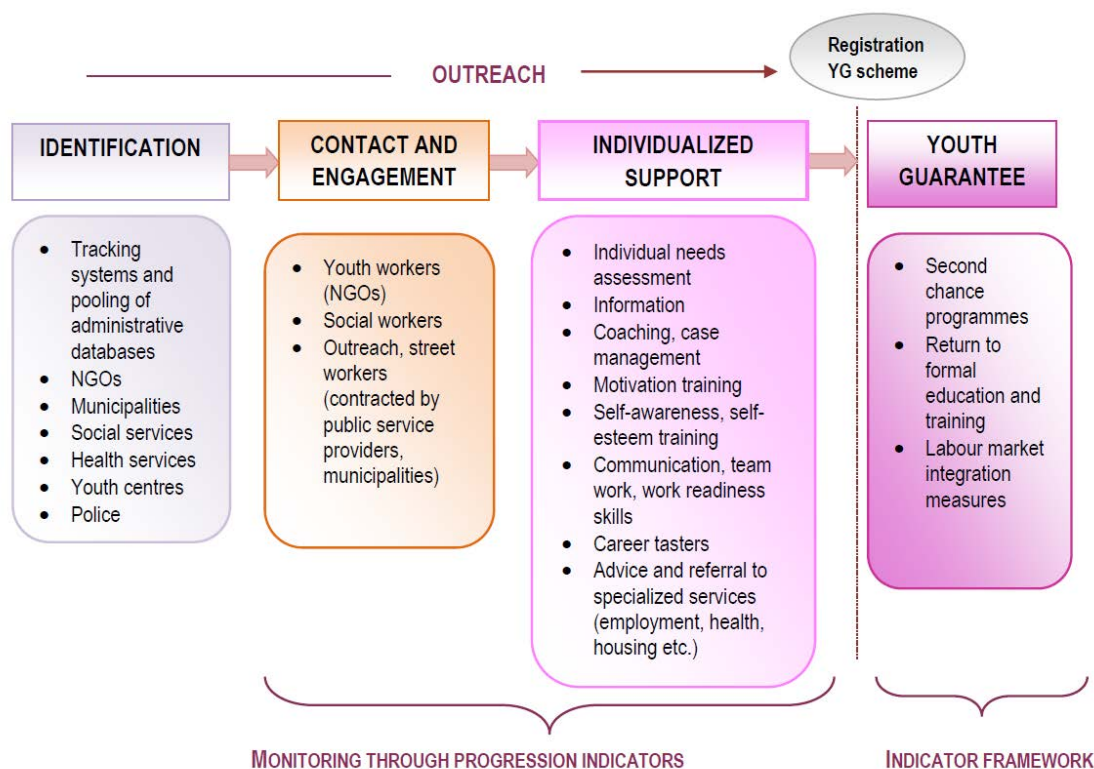 OUTREACH
Registration
YG scheme
IDENTIFICATION
CONTACT AND
ENGAGEMENT
INDIVIDUALIZED
SUPPORT
YOUTH
GUARANTEE
• Tracking
systems and
pooling of
administrative
databases
• NGOs
• Municipalities
• Social services
• Health services
• Youth centres
• Police
• Youth workers
(NGOs)
• Social workers
• Outreach, street
workers
(contracted by
public service
providers,
municipalities)
• Individual needs
assessment
• Information
• Coaching, case
management
• Motivation training
• Self-awareness, self-
esteem training
• Communication, team
work, work readiness
skills
• Career tasters
• Advice and referral to
specialized services
(employment, health,
housing etc.)
• Second
chance
programmes
• Return to
formal
education and
training
• Labour market
integration
measures
MONITORING THROUGH PROGRESSION INDICATORS
INDICATOR FRAMEWORK